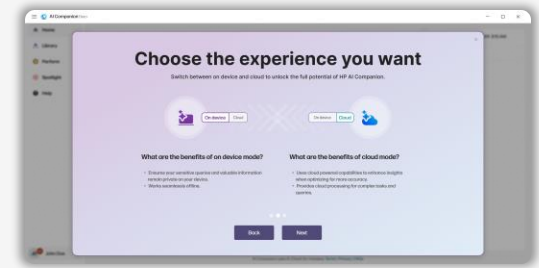 AI Companion
Home
Library
Perform
Spotlight
Help
Choose the experience you want
Switch between on device and cloud to unlock the full potential of HP AI Companion.
On device Cloud
On device Cloud
What are the benefits of on device mode?
- Ensures your sensitive queries and valuable information remain private on your device.
- Works seamlessly offline.
What are the benefits of cloud mode?
- Uses cloud powered capabilities to enhance insights when optimizing for more accuracy.
- Provides cloud processing for complex tasks and queries.
Back Next
John Doe